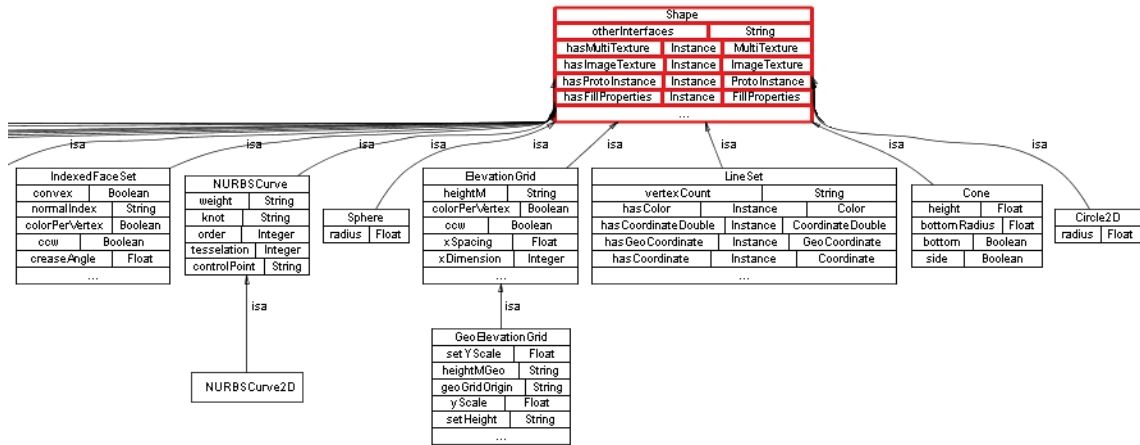 Shape
otherInterfaces String
hasMultiTexture Instance MultiTexture
hasImageTexture Instance ImageTexture
hasProtoInstance Instance ProtoInstance
hasFillProperties Instance FillProperties
...
isa isa isa isa isa isa isa isa isa
IndexedFaceSet
convex Boolean
normalIndex String
colorPerVertex Boolean
ccw Boolean
creaseAngle Float
...
NURBSCurve
weight String
knot String
order Integer
tesselation Integer
controlPoint String
Sphere
radius Float
ElevationGrid
heightM String
colorPerVertex Boolean
ccw Boolean
xSpacing Float
xDimension Integer
...
LineSet
vertexCount String
hasColor Instance Color
hasCoordinateDouble Instance CoordinateDouble
hasGeoCoordinate Instance GeoCoordinate
hasCoordinate Instance Coordinate
...
Cone
height Float
bottomRadius Float
bottom Boolean
side Boolean
Circle2D
radius Float
isa isa
NURBSCurve2D
GeoElevationGrid
setYScale Float
heightMGeo String
geoGridOrigin String
yScale Float
setHeight String
...